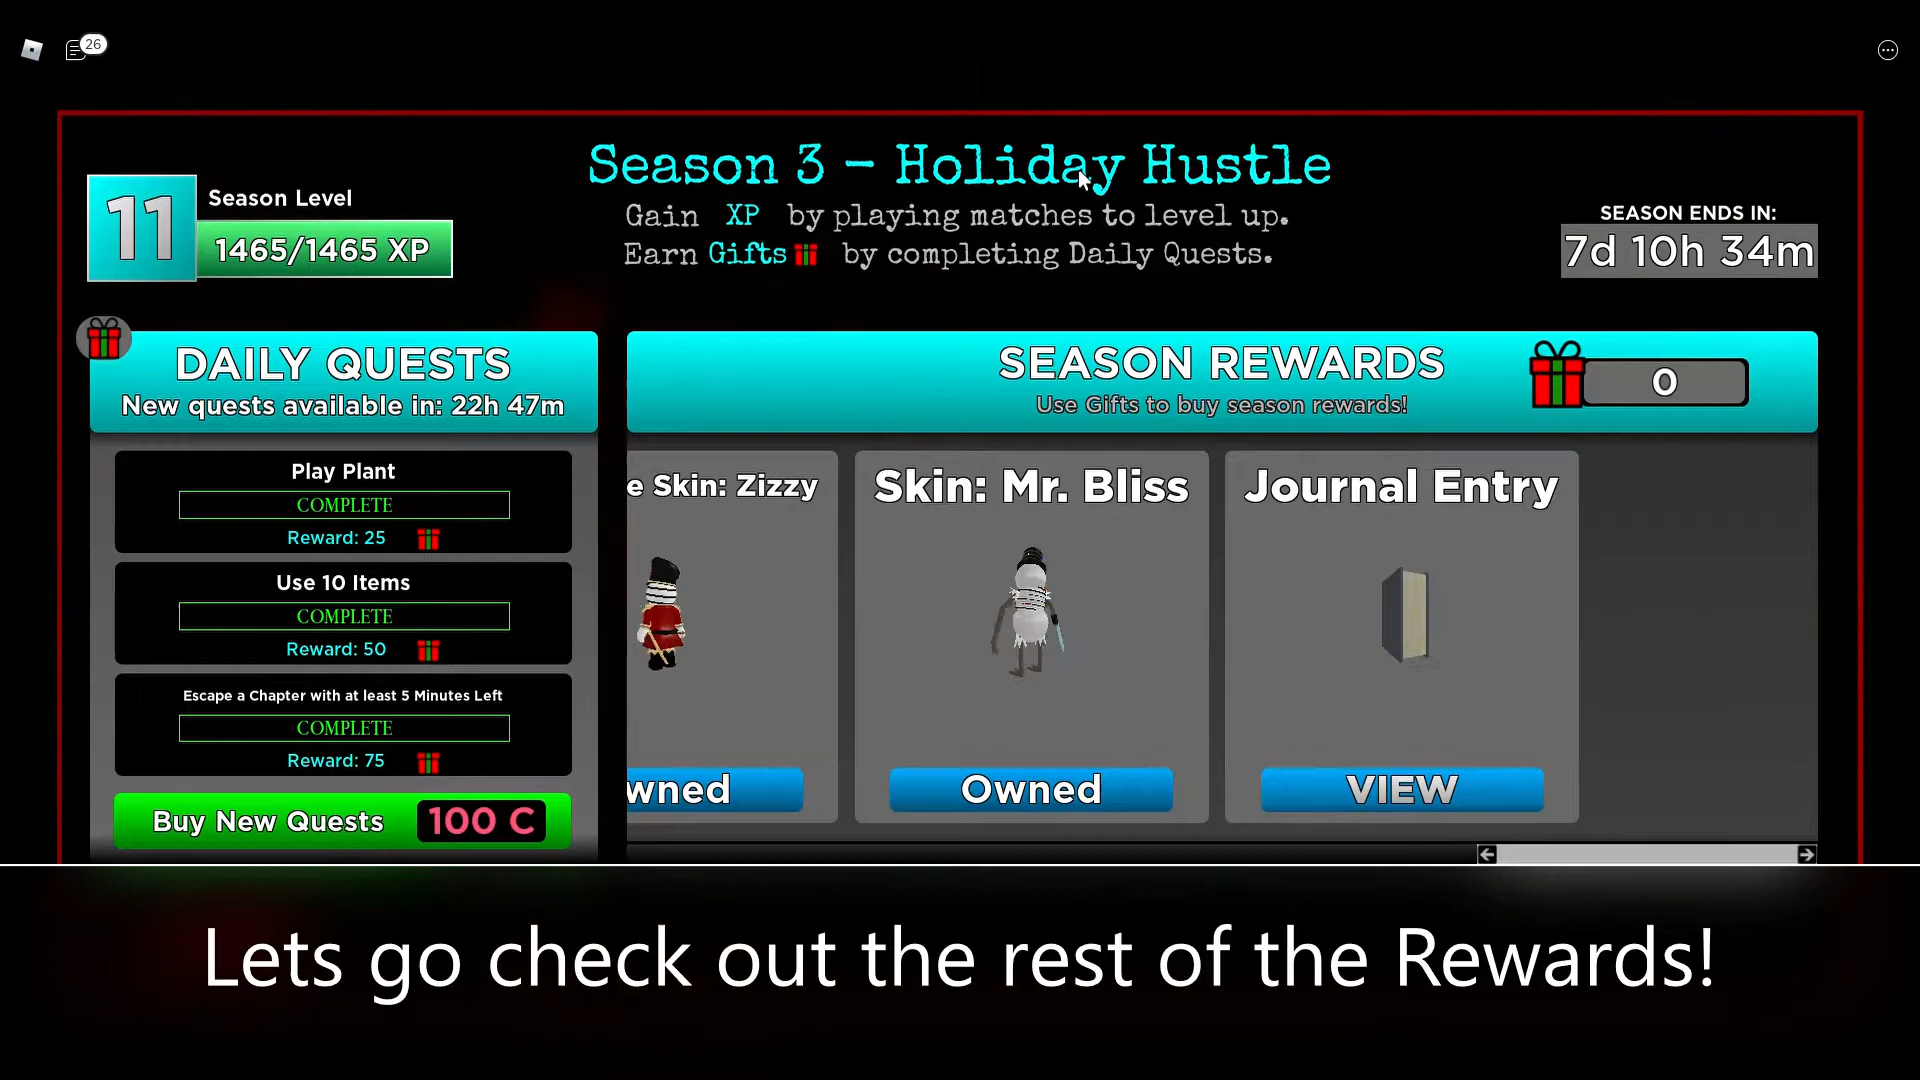 26
Season 3 - Holiday Hustle
Gain XP by playing matches to level up.
Earn Gifts by completing Daily Quests.
11
Season Level
1465/1465 XP
SEASON ENDS IN:
7d 10h 34m
DAILY QUESTS
New quests available in: 22h 47m
Play Plant
COMPLETE
Reward: 25
Use 10 Items
COMPLETE
Reward: 50
Escape a Chapter with at least 5 Minutes Left
COMPLETE
Reward: 75
Buy New Quests 100 C
SEASON REWARDS
Use Gifts to buy season rewards!
0
e Skin: Zizzy
wned
Skin: Mr. Bliss
Owned
Journal Entry
VIEW
Lets go check out the rest of the Rewards!